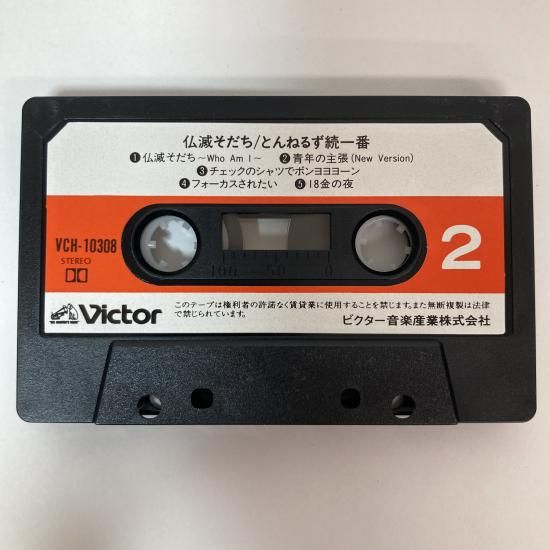 仏滅そだち/とんねるず続一番
❶仏滅そだち～Who Am I～ ❷青年の主張(New Version)
❸チェックのシャツでボンヨヨヨーン
❹フォーカスされたい ❺18金の夜
VCH-10308
STEREO
2
100 50 0
Victor
このテープは権利者の許諾なく賃貸業に使用することを禁じます。また無断複製は法律
で禁じられています。
ビクター音楽産業株式会社